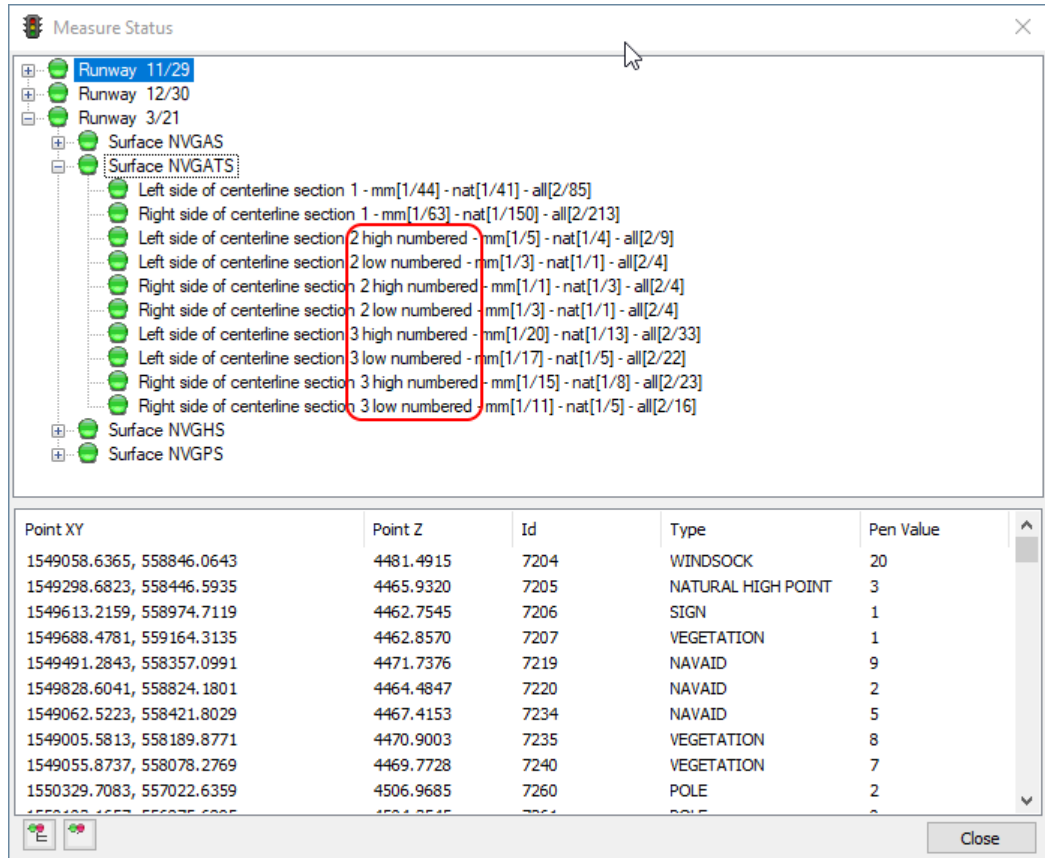 Measure Status
Runway 11/29
Runway 12/30
Runway 3/21
Surface NVGAS
Surface NVGATS
Left side of centerline section 1 - mm[1/44] - nat[1/41] - all[2/85]
Right side of centerline section 1 - mm[1/63] - nat[1/150] - all[2/213]
Left side of centerline section 2 high numbered - mm[1/5] - nat[1/4] - all[2/9]
Left side of centerline section 2 low numbered - mm[1/3] - nat[1/1] - all[2/4]
Right side of centerline section 2 high numbered - mm[1/1] - nat[1/3] - all[2/4]
Right side of centerline section 2 low numbered - mm[1/3] - nat[1/1] - all[2/4]
Left side of centerline section 3 high numbered - mm[1/20] - nat[1/13] - all[2/33]
Left side of centerline section 3 low numbered - mm[1/17] - nat[1/5] - all[2/22]
Right side of centerline section 3 high numbered - mm[1/15] - nat[1/8] - all[2/23]
Right side of centerline section 3 low numbered - mm[1/11] - nat[1/5] - all[2/16]
Surface NVGHS
Surface NVGPS
Point XY Point Z Id Type Pen Value
1549058.6365, 558846.0643 4481.4915 7204 WINDSOCK 20
1549298.6823, 558446.5935 4465.9320 7205 NATURAL HIGH POINT 3
1549613.2159, 558974.7119 4462.7545 7206 SIGN 1
1549688.4781, 559164.3135 4462.8570 7207 VEGETATION 1
1549491.2843, 558357.0991 4471.7376 7219 NAVAID 9
1549828.6041, 558824.1801 4464.4847 7220 NAVAID 2
1549062.5223, 558421.8029 4467.4153 7234 NAVAID 5
1549005.5813, 558189.8771 4470.9003 7235 VEGETATION 8
1549055.8737, 558078.2769 4469.7728 7240 VEGETATION 7
1550329.7083, 557022.6359 4506.9685 7260 POLE 2
Close